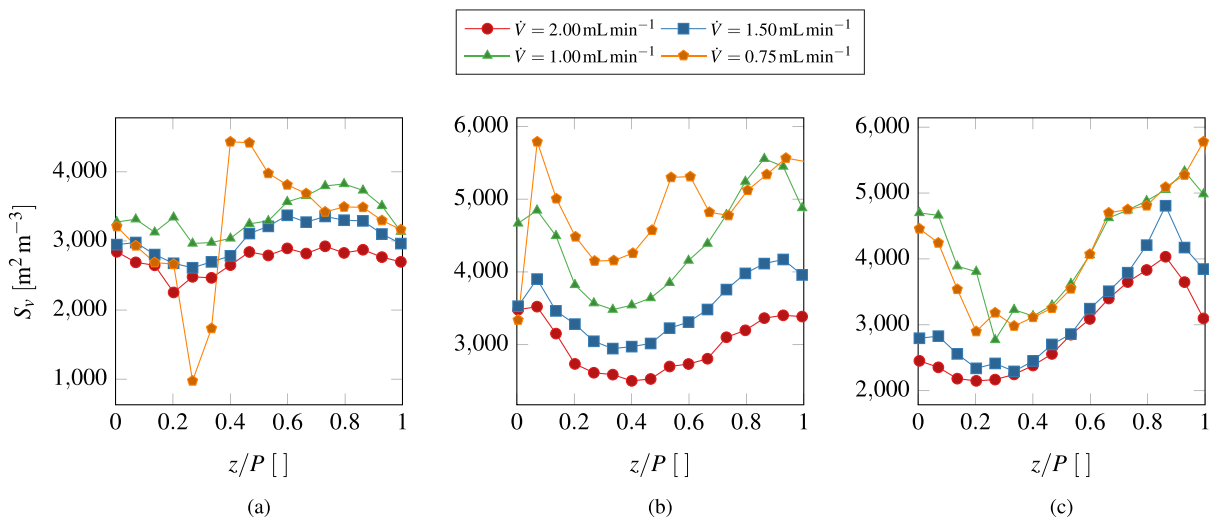 V̇ = 2.00 mL min⁻¹ V̇ = 1.50 mL min⁻¹
V̇ = 1.00 mL min⁻¹ V̇ = 0.75 mL min⁻¹
S_v [m² m⁻³]
4,000
3,000
2,000
1,000
0 0.2 0.4 0.6 0.8 1
z/P [ ]
(a)
6,000
5,000
4,000
3,000
0 0.2 0.4 0.6 0.8 1
z/P [ ]
(b)
6,000
5,000
4,000
3,000
2,000
0 0.2 0.4 0.6 0.8 1
z/P [ ]
(c)